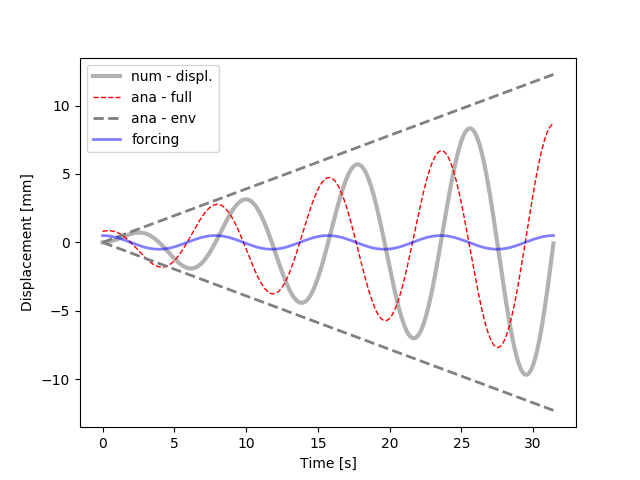 num - displ.
ana - full
ana - env
forcing
10
5
0
−5
−10
Displacement [mm]
0 5 10 15 20 25 30
Time [s]